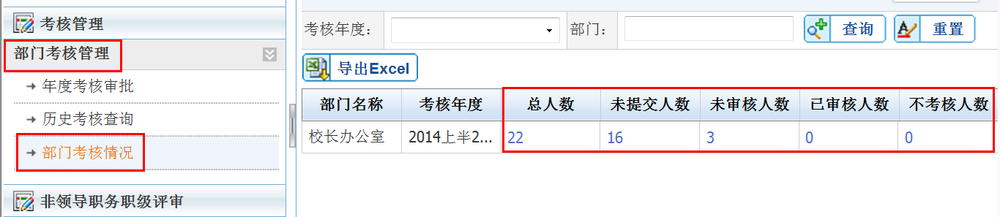 考核管理
部门考核管理
年度考核审批
历史考核查询
部门考核情况
非领导职务职级评审
考核年度： 部门： 查询 重置
导出Excel
部门名称 考核年度 总人数 未提交人数 未审核人数 已审核人数 不考核人数
校长办公室 2014上半2... 22 16 3 0 0